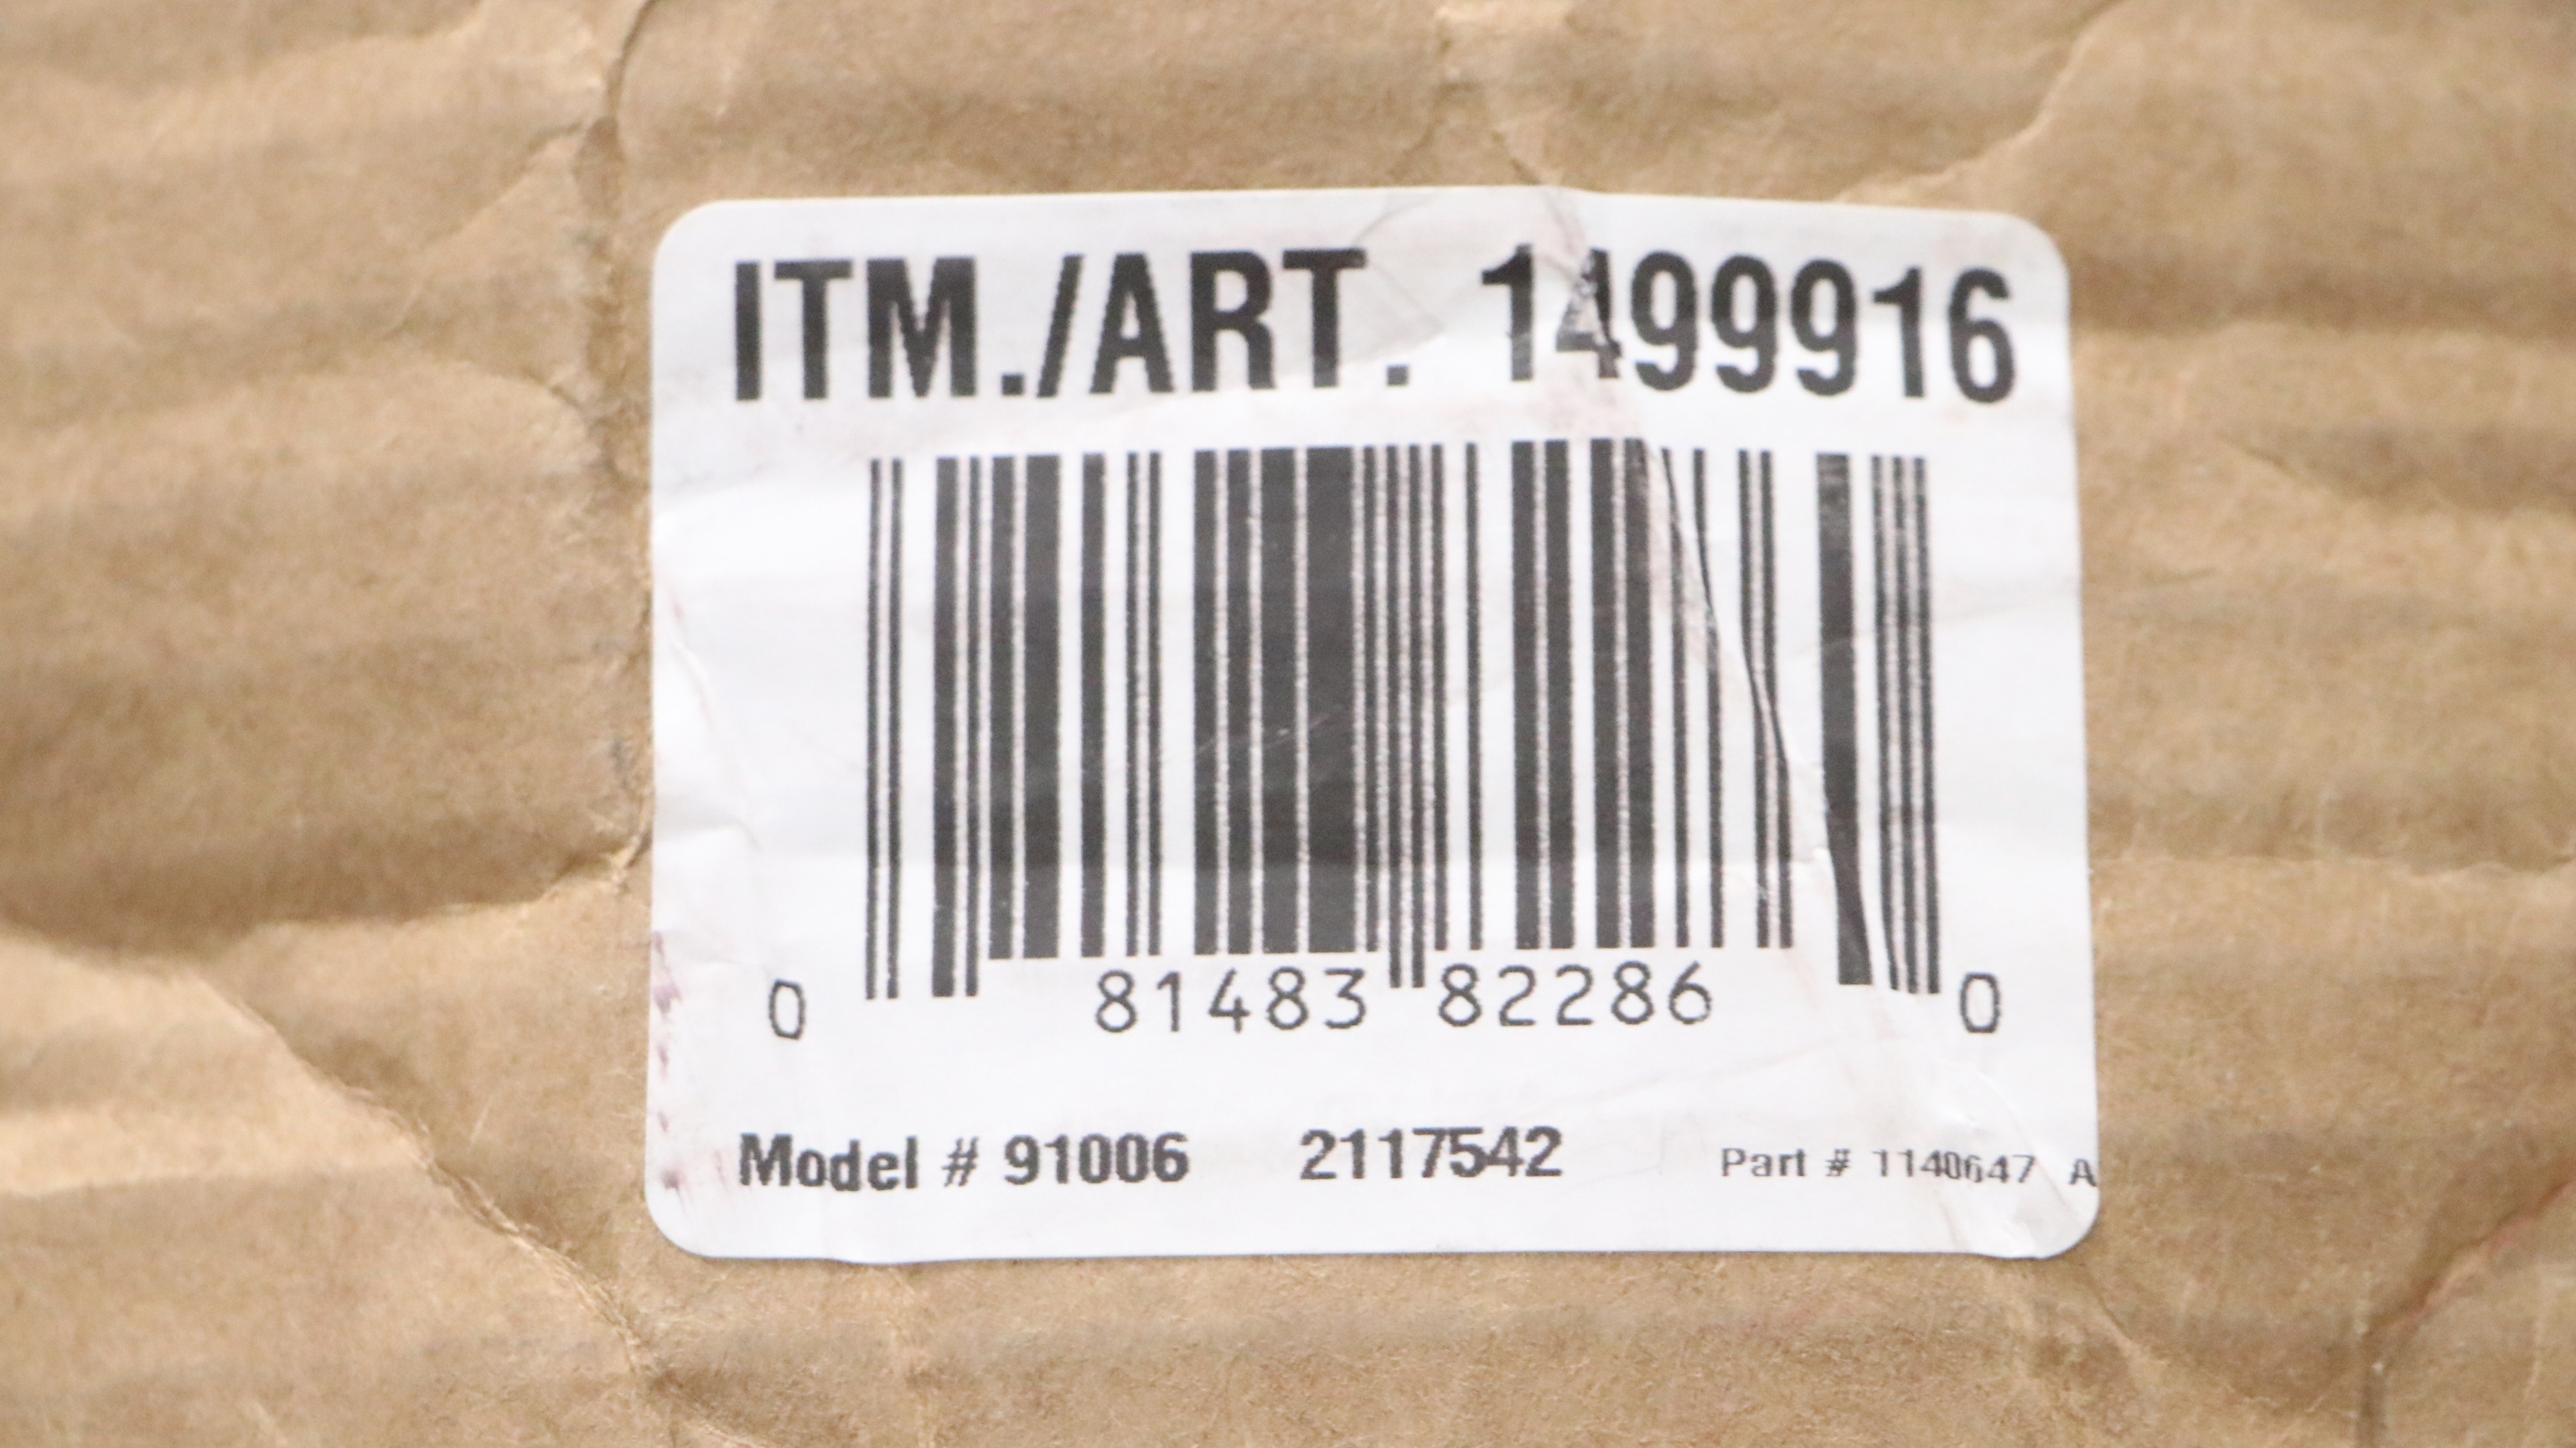 ITM./ART. 1499916
0 81483 82286 0
Model # 91006 2117542 Part # 1140647 A